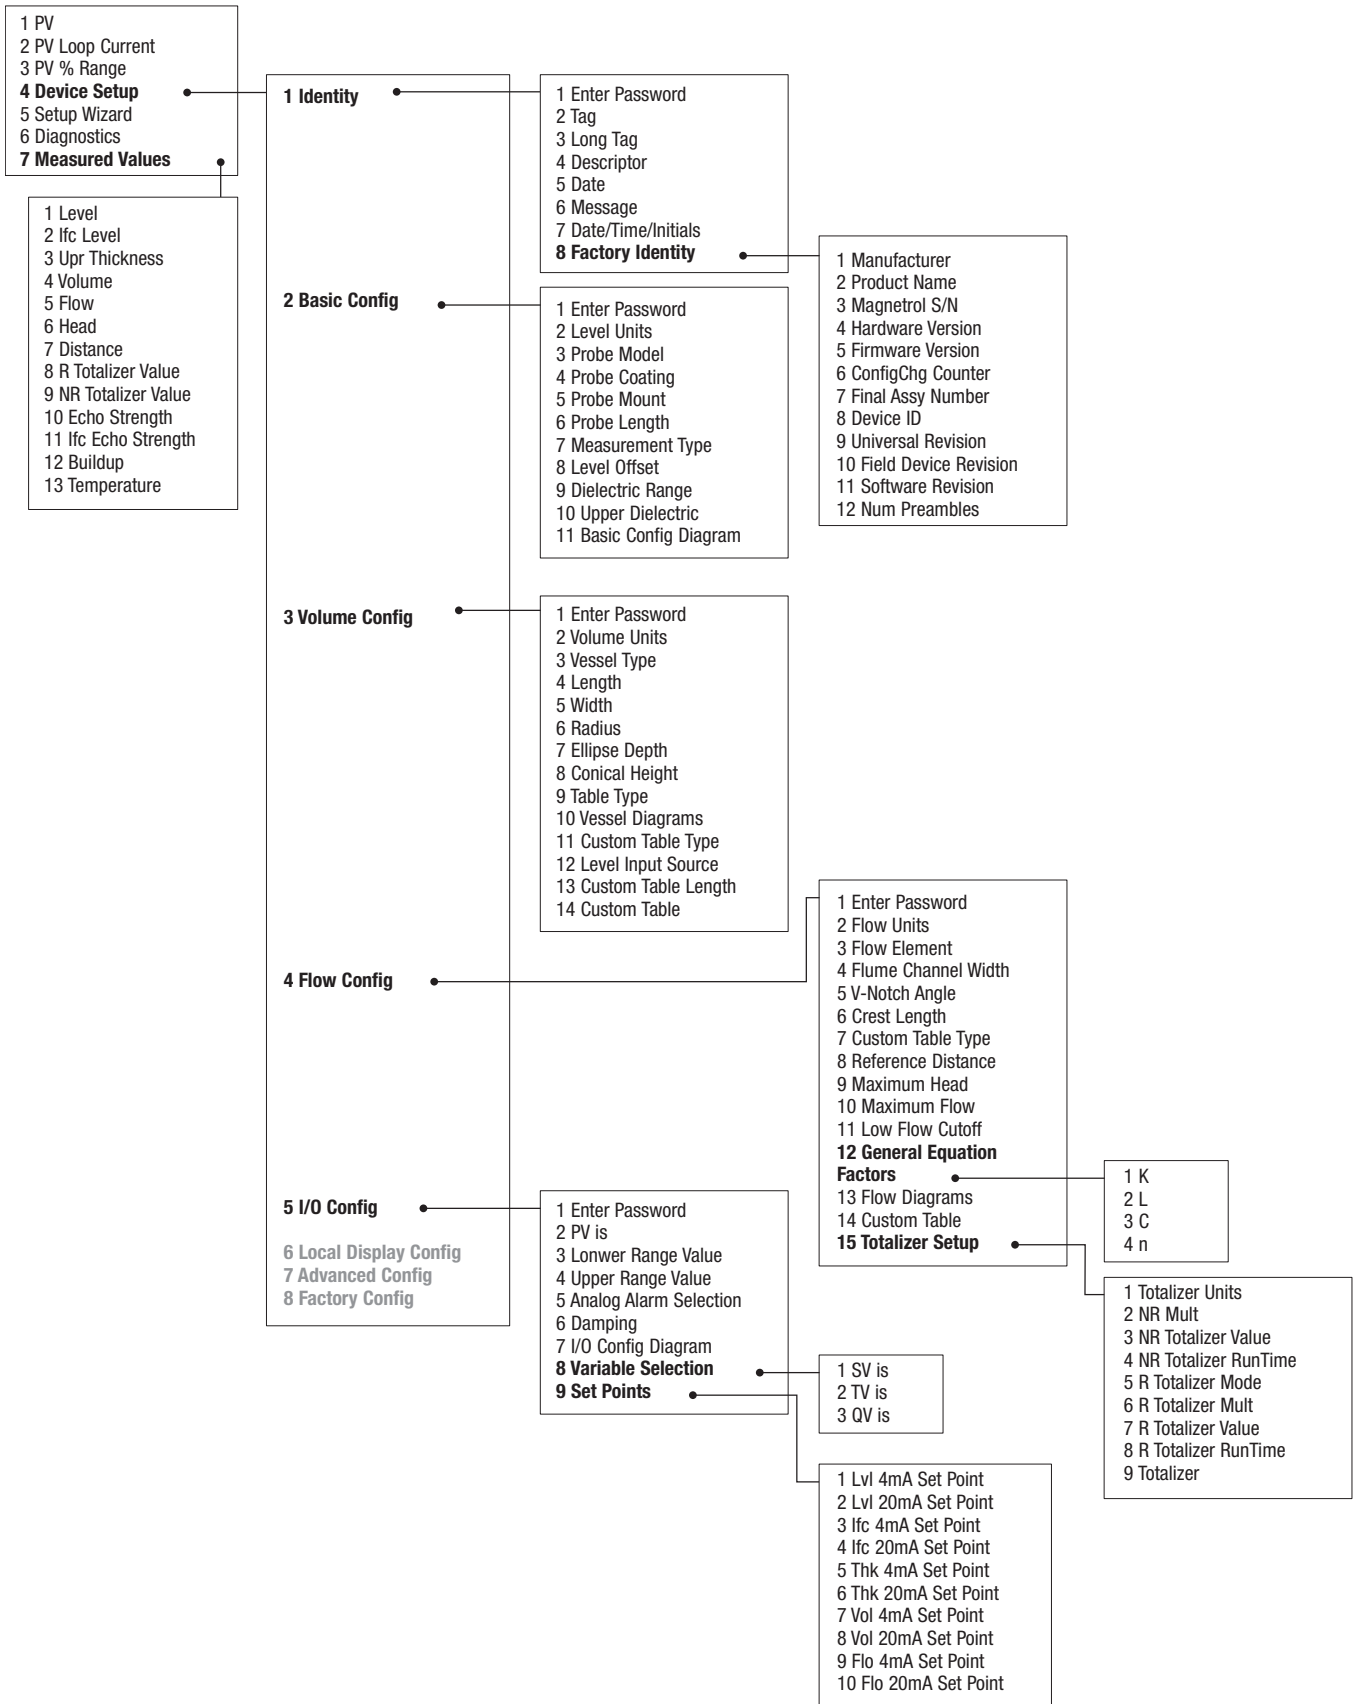 1 PV
2 PV Loop Current
3 PV % Range
4 Device Setup
5 Setup Wizard
6 Diagnostics
7 Measured Values
1 Level
2 Ifc Level
3 Upr Thickness
4 Volume
5 Flow
6 Head
7 Distance
8 R Totalizer Value
9 NR Totalizer Value
10 Echo Strength
11 Ifc Echo Strength
12 Buildup
13 Temperature
1 Identity
2 Basic Config
3 Volume Config
4 Flow Config
5 I/O Config
6 Local Display Config
7 Advanced Config
8 Factory Config
1 Enter Password
2 Tag
3 Long Tag
4 Descriptor
5 Date
6 Message
7 Date/Time/Initials
8 Factory Identity
1 Manufacturer
2 Product Name
3 Magnetrol S/N
4 Hardware Version
5 Firmware Version
6 ConfigChg Counter
7 Final Assy Number
8 Device ID
9 Universal Revision
10 Field Device Revision
11 Software Revision
12 Num Preambles
1 Enter Password
2 Level Units
3 Probe Model
4 Probe Coating
5 Probe Mount
6 Probe Length
7 Measurement Type
8 Level Offset
9 Dielectric Range
10 Upper Dielectric
11 Basic Config Diagram
1 Enter Password
2 Volume Units
3 Vessel Type
4 Length
5 Width
6 Radius
7 Ellipse Depth
8 Conical Height
9 Table Type
10 Vessel Diagrams
11 Custom Table Type
12 Level Input Source
13 Custom Table Length
14 Custom Table
1 Enter Password
2 Flow Units
3 Flow Element
4 Flume Channel Width
5 V-Notch Angle
6 Crest Length
7 Custom Table Type
8 Reference Distance
9 Maximum Head
10 Maximum Flow
11 Low Flow Cutoff
12 General Equation
Factors
13 Flow Diagrams
14 Custom Table
15 Totalizer Setup
1 K
2 L
3 C
4 n
1 Totalizer Units
2 NR Mult
3 NR Totalizer Value
4 NR Totalizer RunTime
5 R Totalizer Mode
6 R Totalizer Mult
7 R Totalizer Value
8 R Totalizer RunTime
9 Totalizer
1 Enter Password
2 PV is
3 Lonwer Range Value
4 Upper Range Value
5 Analog Alarm Selection
6 Damping
7 I/O Config Diagram
8 Variable Selection
9 Set Points
1 SV is
2 TV is
3 QV is
1 Lvl 4mA Set Point
2 Lvl 20mA Set Point
3 Ifc 4mA Set Point
4 Ifc 20mA Set Point
5 Thk 4mA Set Point
6 Thk 20mA Set Point
7 Vol 4mA Set Point
8 Vol 20mA Set Point
9 Flo 4mA Set Point
10 Flo 20mA Set Point